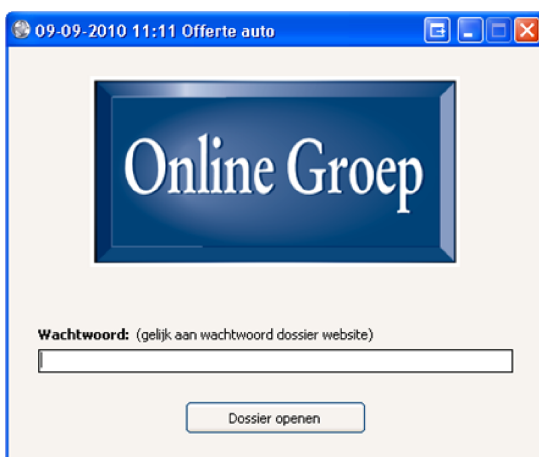 09-09-2010 11:11 Offerte auto
Online Groep
Wachtwoord: (gelijk aan wachtwoord dossier website)
Dossier openen